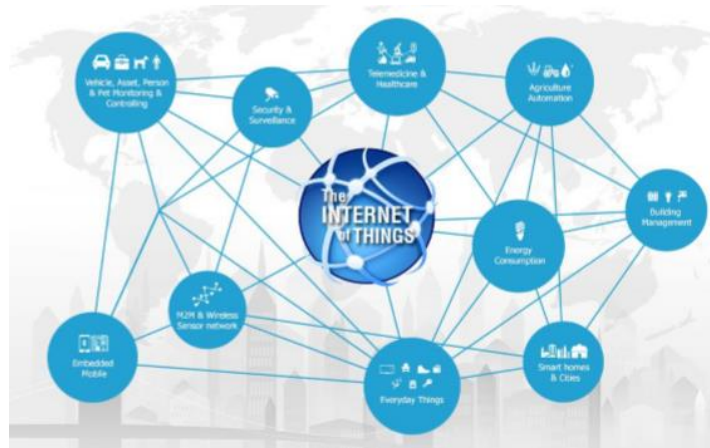 Vehicle, Asset, Person
& Pet Monitoring &
Controlling
Security &
Surveillance
Telemedicine &
Healthcare
Agriculture
Automation
The
INTERNET
of THINGS
Building
Management
Energy
Consumption
M2M & Wireless
Sensor network
Embedded
Mobile
Everyday Things
Smart homes
& Cities